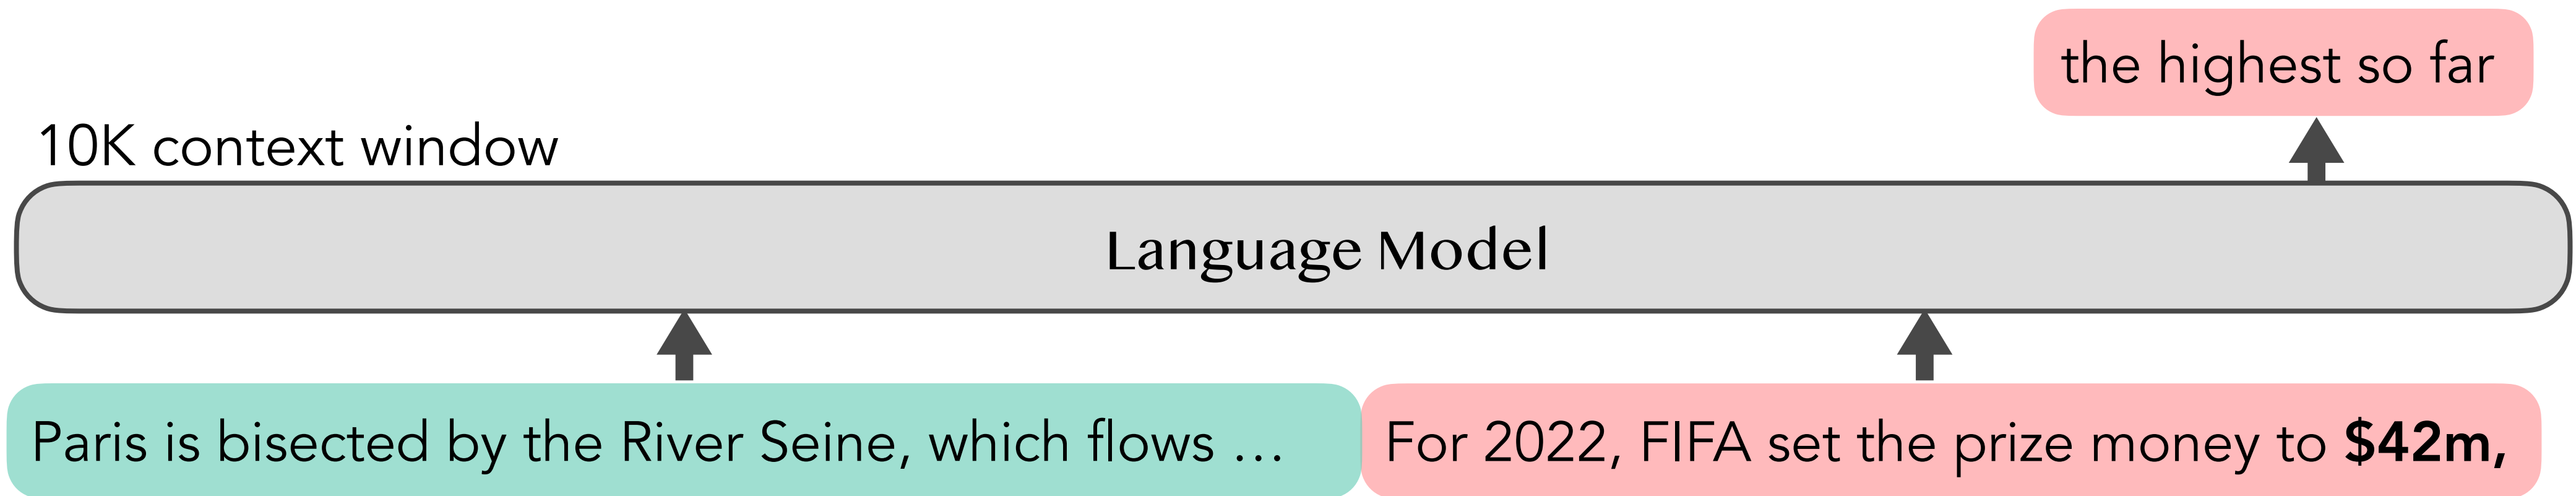 the highest so far
10K context window
Language Model
Paris is bisected by the River Seine, which flows … For 2022, FIFA set the prize money to $42m,